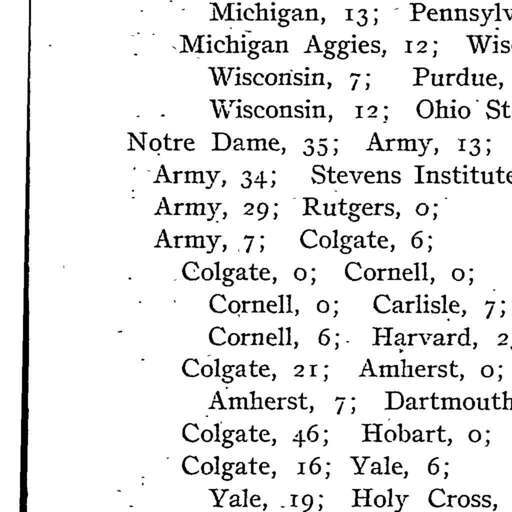 Michigan, 13; Pennsylv
Michigan Aggies, 12; Wis
Wisconsin, 7; Purdue,
Wisconsin, 12; Ohio St
Notre Dame, 35; Army, 13;
Army, 34; Stevens Institute
Army, 29; Rutgers, 0;
Army, 7; Colgate, 6;
Colgate, 0; Cornell, 0;
Cornell, 0; Carlisle, 7;
Cornell, 6; Harvard, 2
Colgate, 21; Amherst, 0;
Amherst, 7; Dartmouth
Colgate, 46; Hobart, 0;
Colgate, 16; Yale, 6;
Yale, 19; Holy Cross,